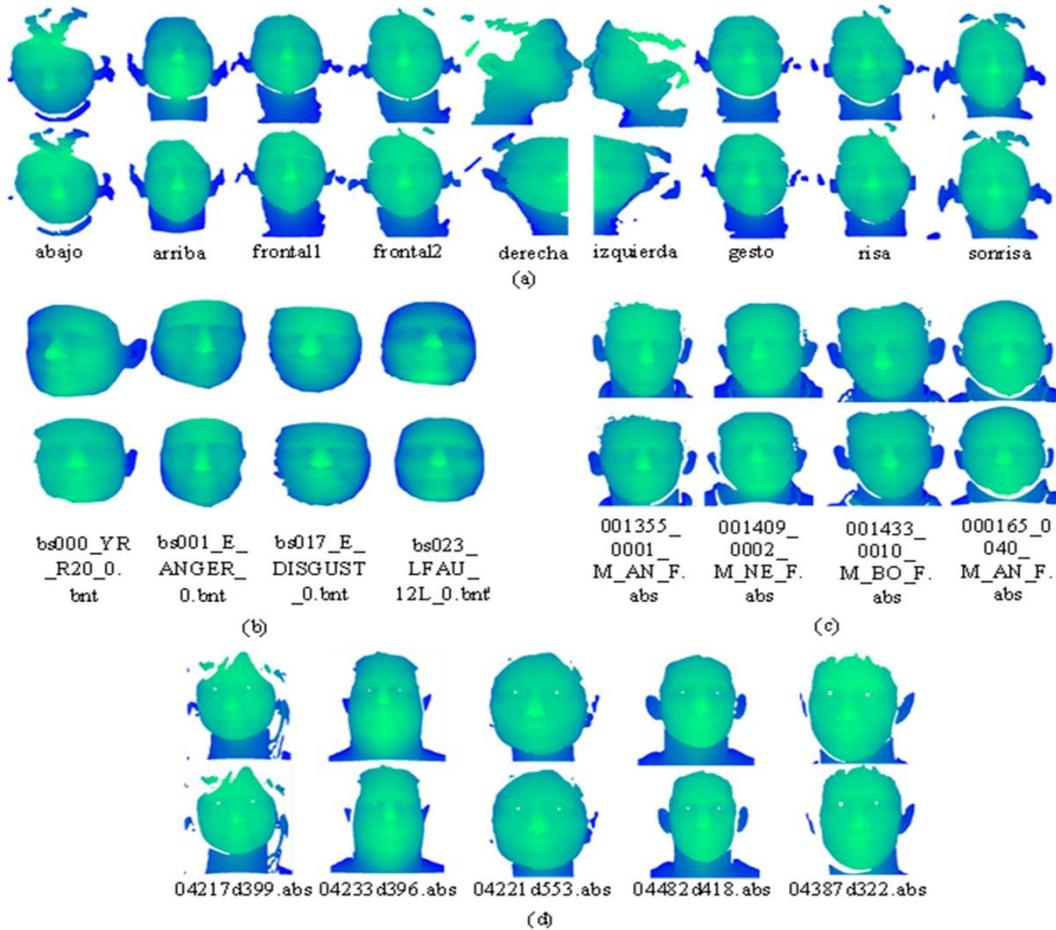 abajo arriba frontal1 frontal2 derecha izquierda gesto risa sonrisa
(a)
bs000_YR
_R20_0.
bnt
bs001_E_
ANGER_
0.bnt
bs017_E_
DISGUST
_0.bnt
bs023_
LFAU_
12L_0.bnt
001355_
0001_
M_AN_F.
abs
001409_
0002_
M_NE_F.
abs
001433_
0010_
M_BO_F.
abs
000165_0
040_
M_AN_F.
abs
(b)
(c)
04217d399.abs 04233d396.abs 04221d553.abs 04482d418.abs 04387d322.abs
(d)